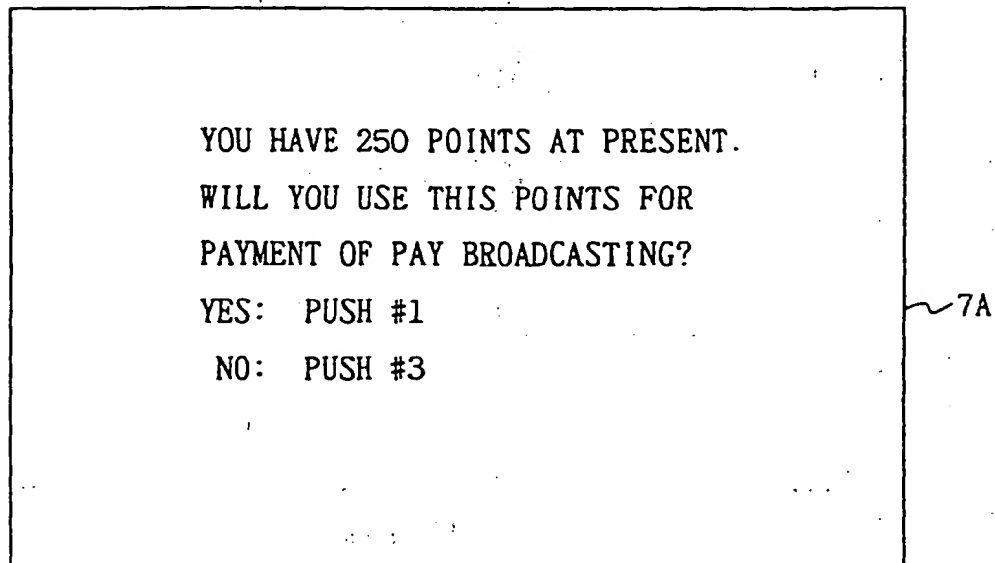 YOU HAVE 250 POINTS AT PRESENT.
WILL YOU USE THIS POINTS FOR
PAYMENT OF PAY BROADCASTING?
YES: PUSH #1
NO: PUSH #3
7A